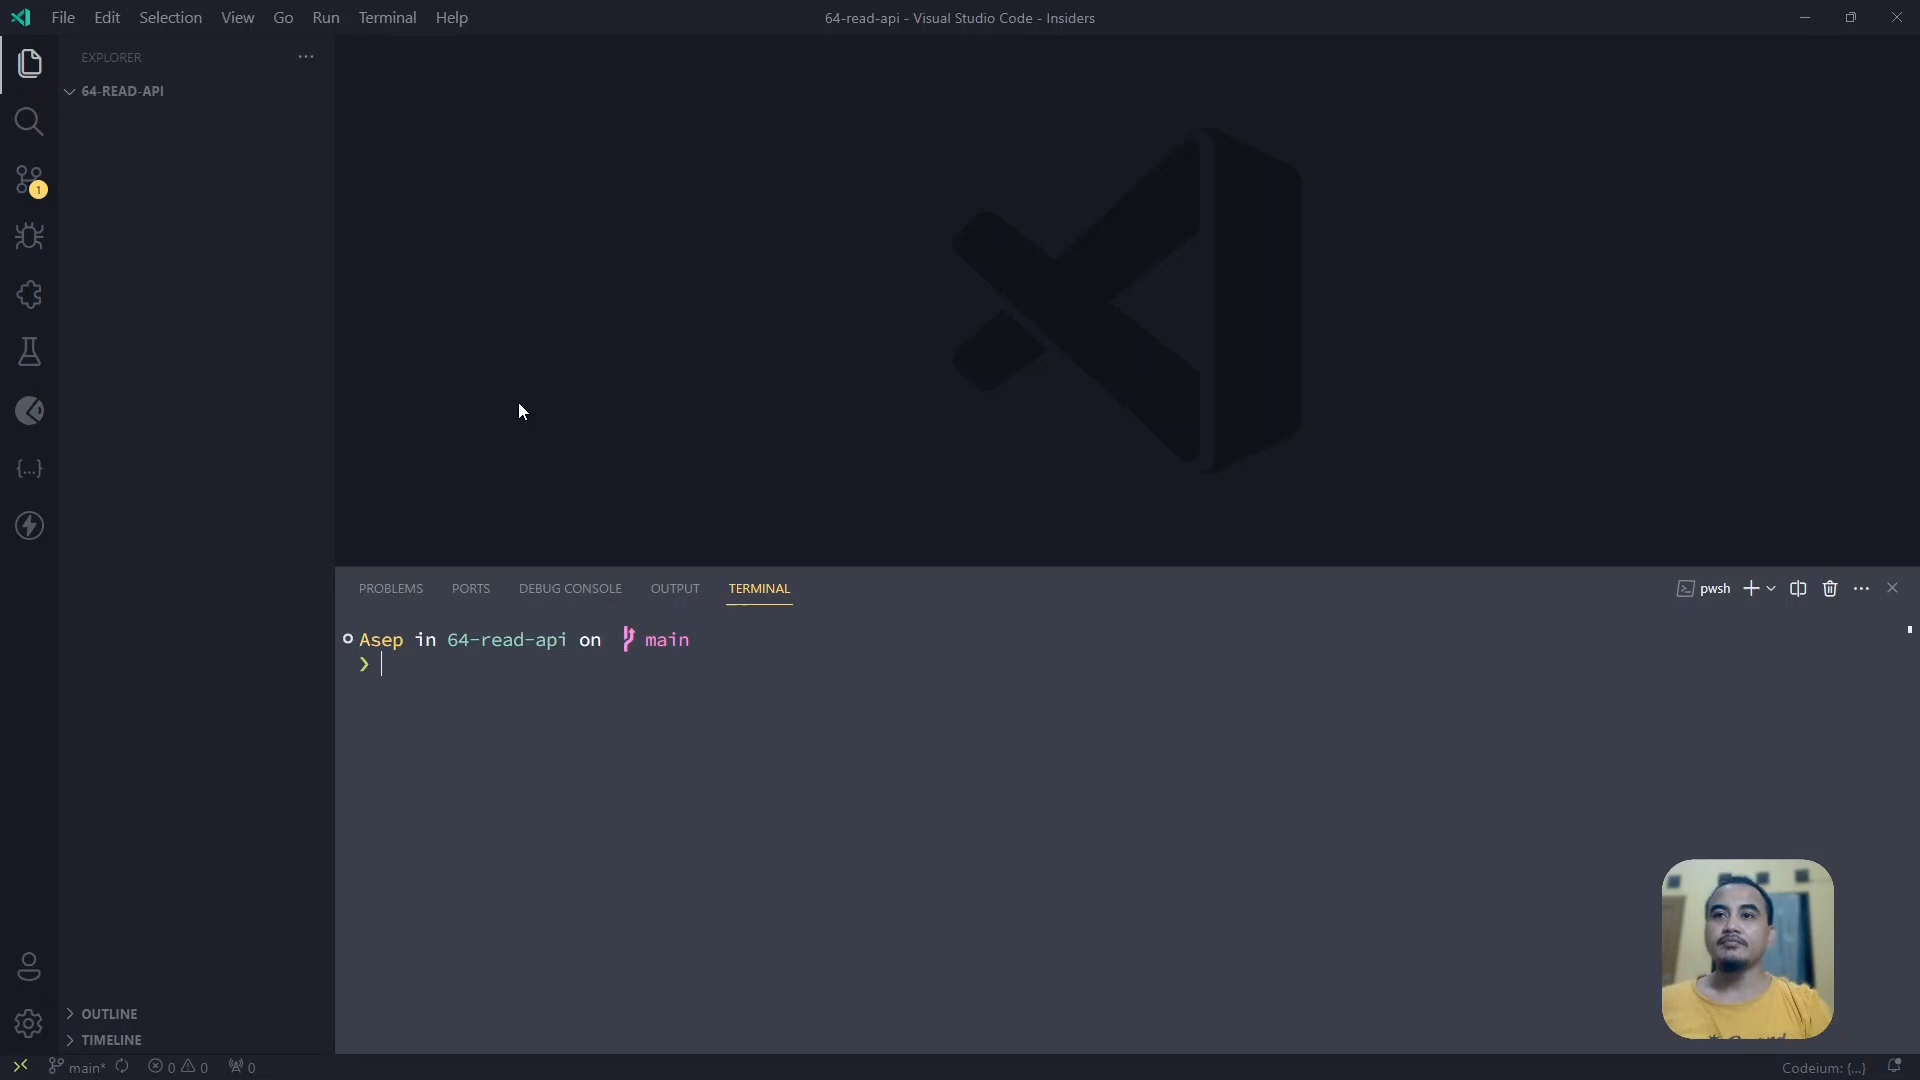 File Edit Selection View Go Run Terminal Help
64-read-api - Visual Studio Code - Insiders
EXPLORER
64-READ-API
1
{...}
PROBLEMS PORTS DEBUG CONSOLE OUTPUT TERMINAL
pwsh
Asep in 64-read-api on main
❯
OUTLINE
TIMELINE
main* 0 0 0
Codeium: {...}